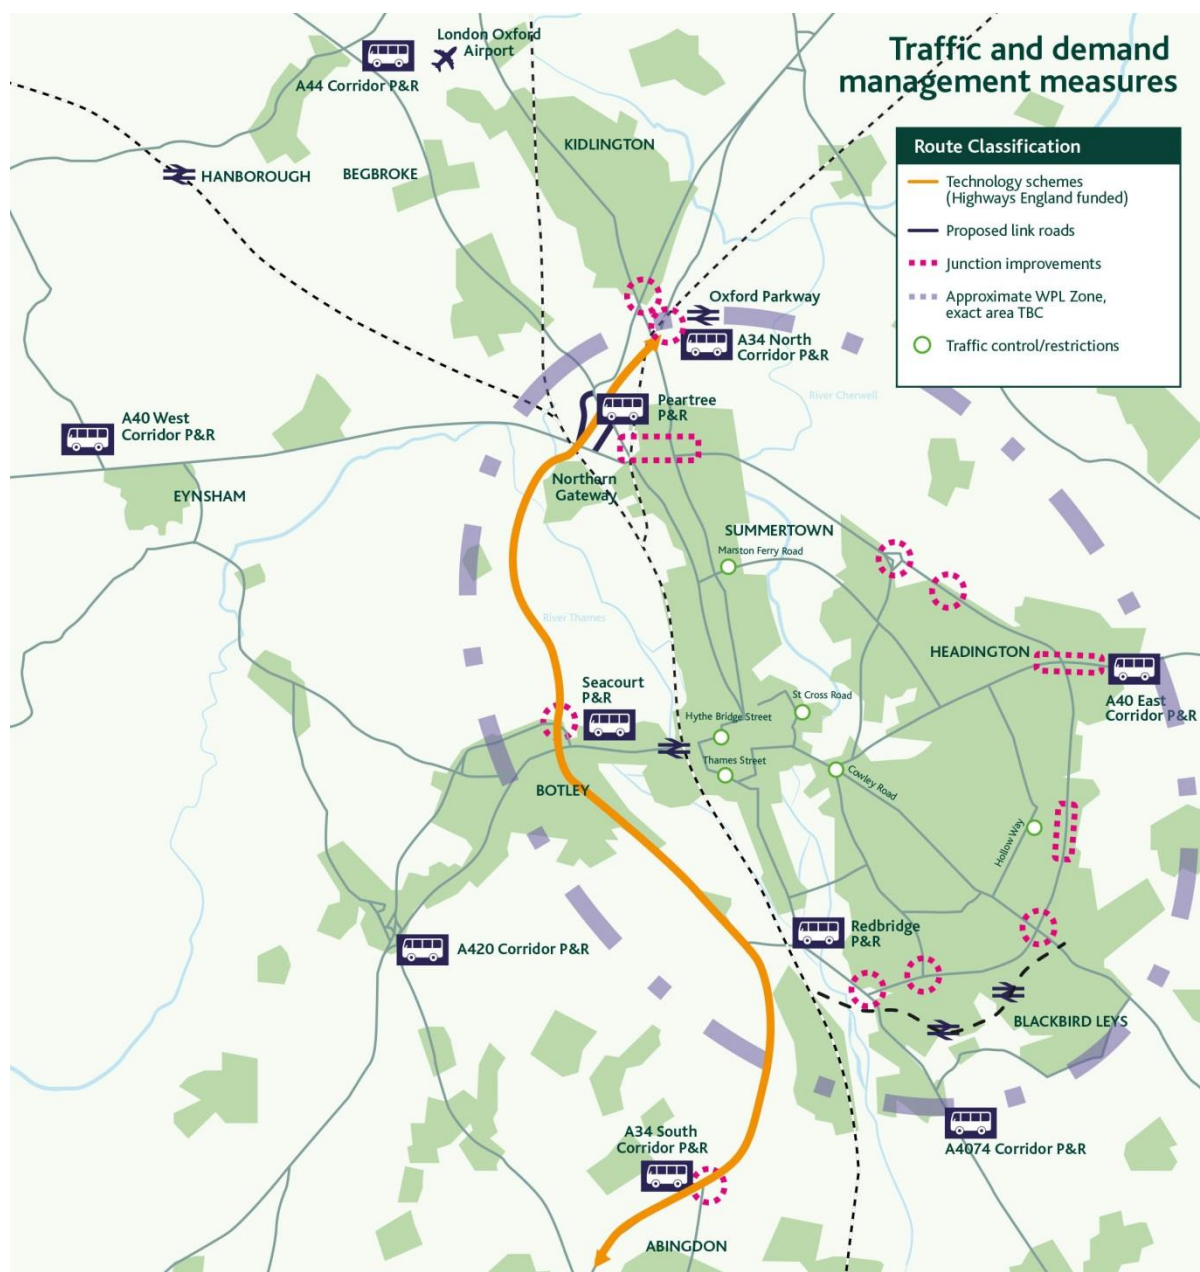 Traffic and demand
management measures
Route Classification
Technology schemes
(Highways England funded)
Proposed link roads
Junction improvements
Approximate WPL Zone,
exact area TBC
Traffic control/restrictions
London Oxford
Airport
A44 Corridor P&R
KIDLINGTON
HANBOROUGH
BEGBROKE
Oxford Parkway
A34 North
Corridor P&R
River Cherwell
Peartree
P&R
A40 West
Corridor P&R
Northern
Gateway
EYNSHAM
SUMMERTOWN
Marston Ferry Road
River Thames
HEADINGTON
Seacourt
P&R
St Cross Road
A40 East
Corridor P&R
Hythe Bridge Street
Thames Street
Cowley Road
BOTLEY
Hollow Way
Redbridge
P&R
A420 Corridor P&R
BLACKBIRD LEYS
A34 South
Corridor P&R
A4074 Corridor P&R
ABINGDON